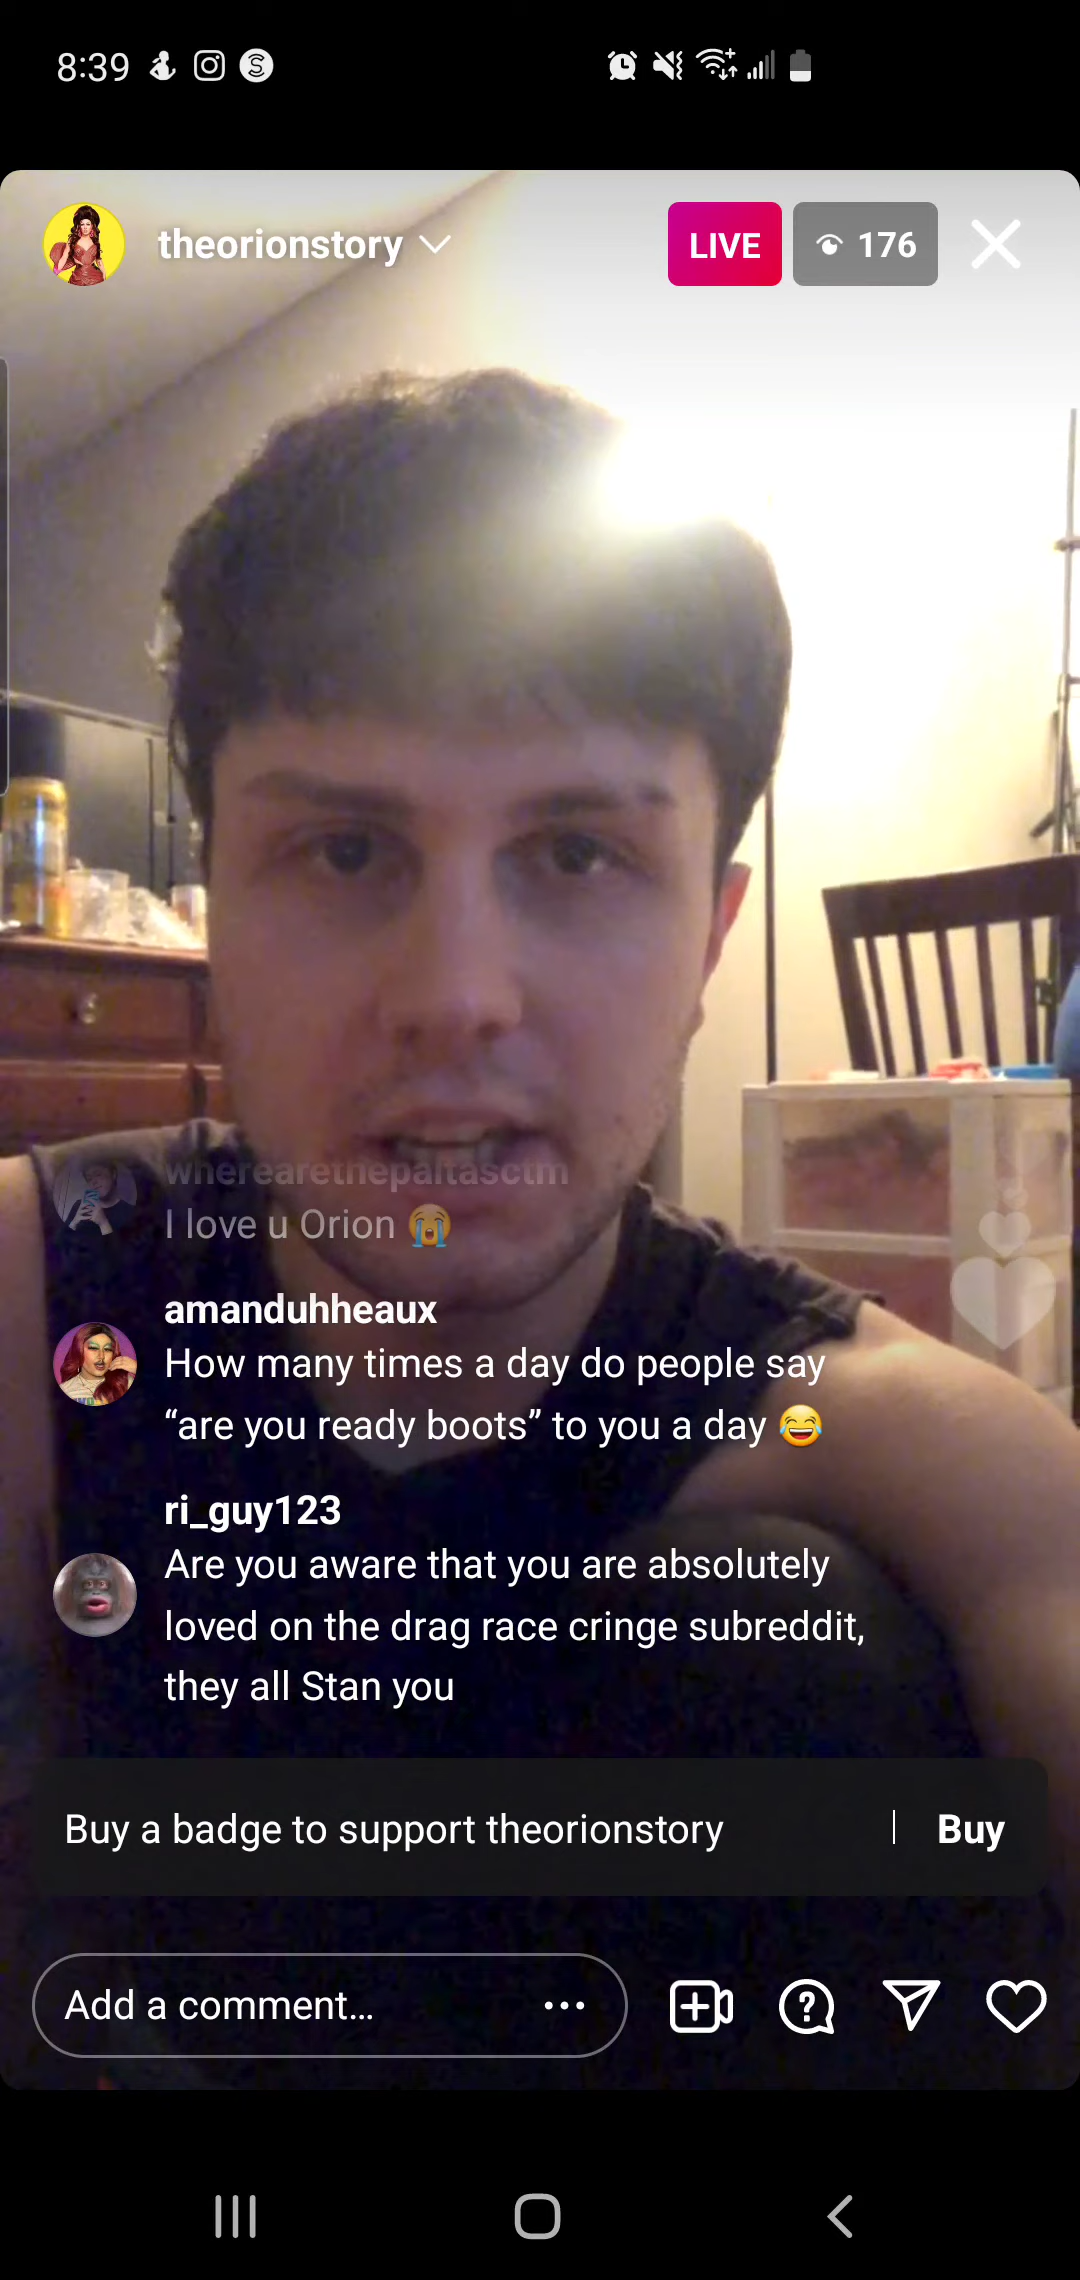 8:39
theorionstory
LIVE
176
wherearethepaltasctm
I love u Orion 😭
amanduhheaux
How many times a day do people say
“are you ready boots” to you a day 😂
ri_guy123
Are you aware that you are absolutely
loved on the drag race cringe subreddit,
they all Stan you
Buy a badge to support theorionstory | Buy
Add a comment...